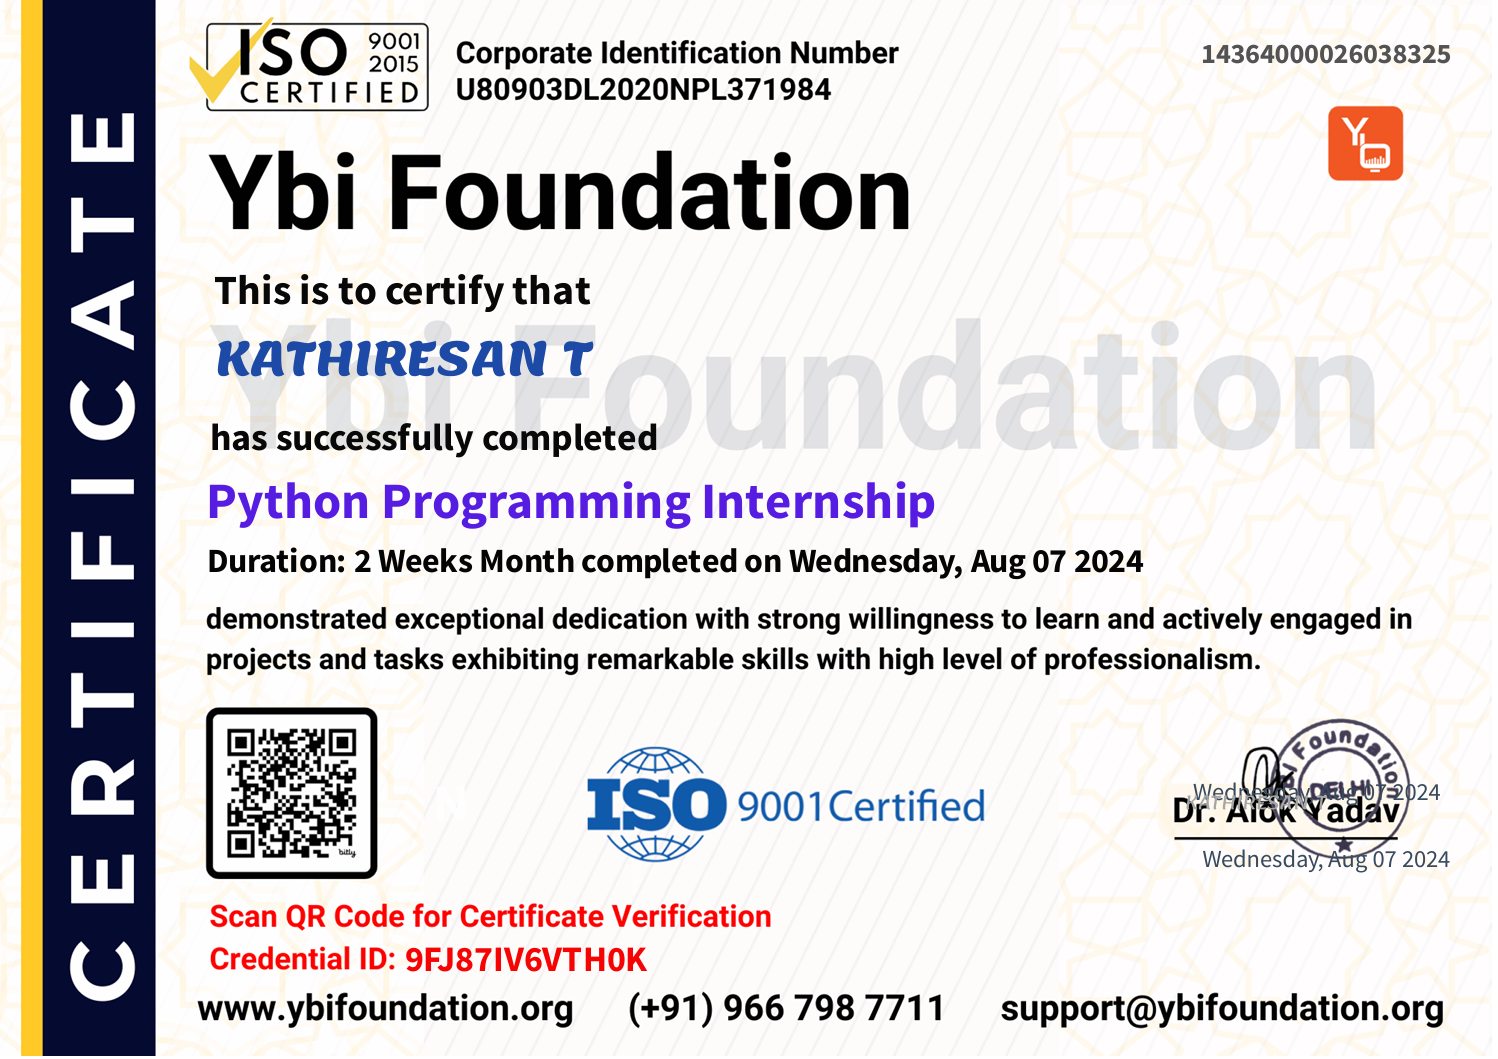 CERTIFICATE
ISO 9001
2015
CERTIFIED
Corporate Identification Number
U80903DL2020NPL371984
14364000026038325
Yb
Ybi Foundation
This is to certify that
Ybi Foundation
KATHIRESAN T
has successfully completed
Python Programming Internship
Duration: 2 Weeks Month completed on Wednesday, Aug 07 2024
demonstrated exceptional dedication with strong willingness to learn and actively engaged in
projects and tasks exhibiting remarkable skills with high level of professionalism.
bitly
ISO 9001Certified
Ybi Foundation
DELHI
Wednesday, Aug 07 2024
KATHIRESAN T
Dr. Alok Yadav
Wednesday, Aug 07 2024
Scan QR Code for Certificate Verification
Credential ID: 9FJ87IV6VTH0K
www.ybifoundation.org (+91) 966 798 7711 support@ybifoundation.org